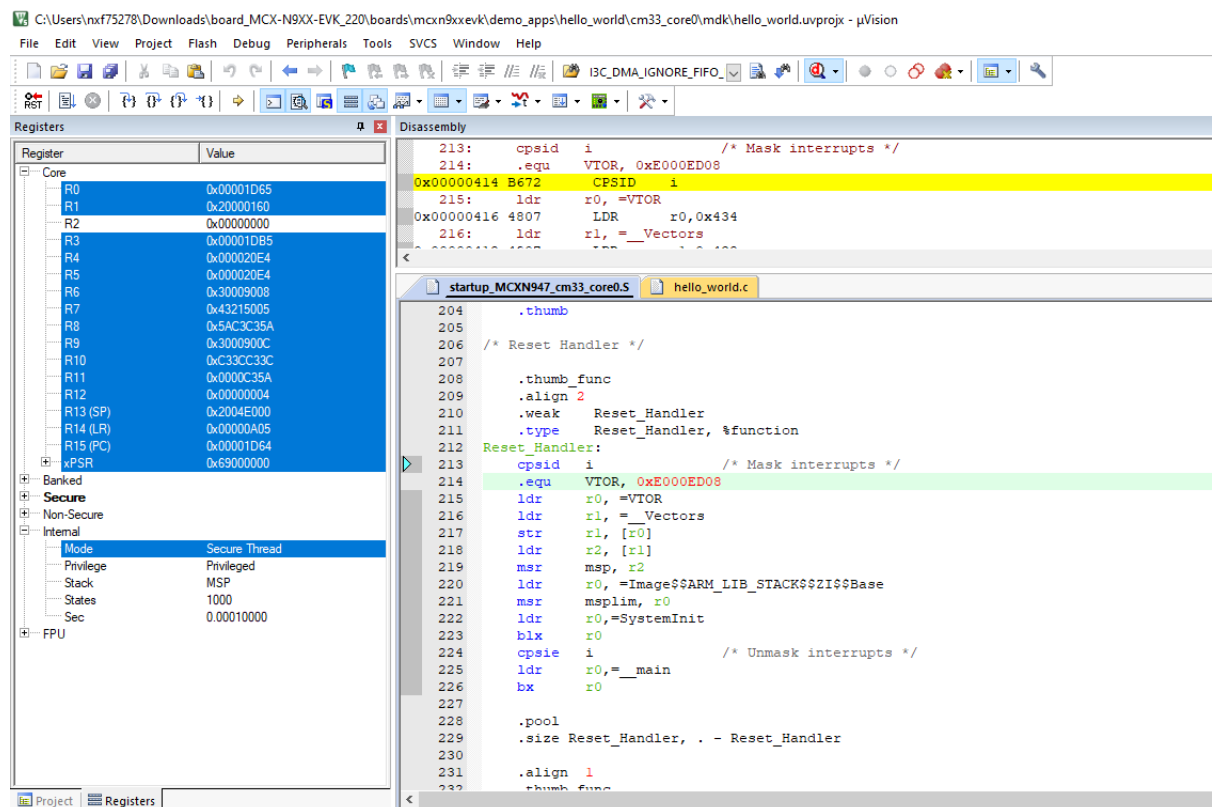 C:\Users\nxf75278\Downloads\board_MCX-N9XX-EVK_220\boards\mcxn9xxevk\demo_apps\hello_world\cm33_core0\mdk\hello_world.uvprojx - µVision
File Edit View Project Flash Debug Peripherals Tools SVCS Window Help
I3C_DMA_IGNORE_FIFO_
RST
Registers
Register Value
Core
R0 0x00001D65
R1 0x20000160
R2 0x00000000
R3 0x00001DB5
R4 0x000020E4
R5 0x000020E4
R6 0x30009008
R7 0x43215005
R8 0x5AC3C35A
R9 0x3000900C
R10 0xC33CC33C
R11 0x0000C35A
R12 0x00000004
R13 (SP) 0x2004E000
R14 (LR) 0x00000A05
R15 (PC) 0x00001D64
xPSR 0x69000000
Banked
Secure
Non-Secure
Internal
Mode Secure Thread
Privilege Privileged
Stack MSP
States 1000
Sec 0.00010000
FPU
Project Registers
Disassembly
213: cpsid i /* Mask interrupts */
214: .equ VTOR, 0xE000ED08
0x00000414 B672 CPSID i
215: ldr r0, =VTOR
0x00000416 4807 LDR r0,0x434
216: ldr r1, =__Vectors
startup_MCXN947_cm33_core0.S hello_world.c
204 .thumb
205
206 /* Reset Handler */
207
208 .thumb_func
209 .align 2
210 .weak Reset_Handler
211 .type Reset_Handler, %function
212 Reset_Handler:
213 cpsid i /* Mask interrupts */
214 .equ VTOR, 0xE000ED08
215 ldr r0, =VTOR
216 ldr r1, =__Vectors
217 str r1, [r0]
218 ldr r2, [r1]
219 msr msp, r2
220 ldr r0, =Image$$ARM_LIB_STACK$$ZI$$Base
221 msr msplim, r0
222 ldr r0,=SystemInit
223 blx r0
224 cpsie i /* Unmask interrupts */
225 ldr r0,=__main
226 bx r0
227
228 .pool
229 .size Reset_Handler, . - Reset_Handler
230
231 .align 1
232 .thumb_func